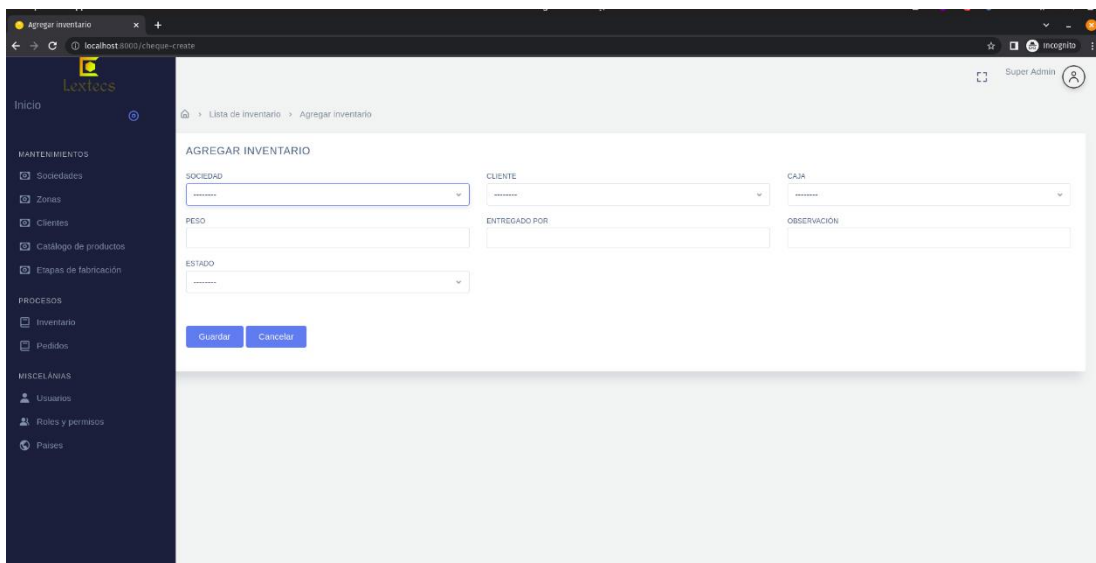 Agregar inventario
localhost:8000/cheque-create
Incognito
Lextecs
Inicio
MANTENIMIENTOS
Sociedades
Zonas
Clientes
Catálogo de productos
Etapas de fabricación
PROCESOS
Inventario
Pedidos
MISCELÁNIAS
Usuarios
Roles y permisos
Paises
Super Admin
Lista de inventario > Agregar inventario
AGREGAR INVENTARIO
SOCIEDAD CLIENTE CAJA
--------- --------- ---------
PESO ENTREGADO POR OBSERVACIÓN
ESTADO
---------
Guardar Cancelar